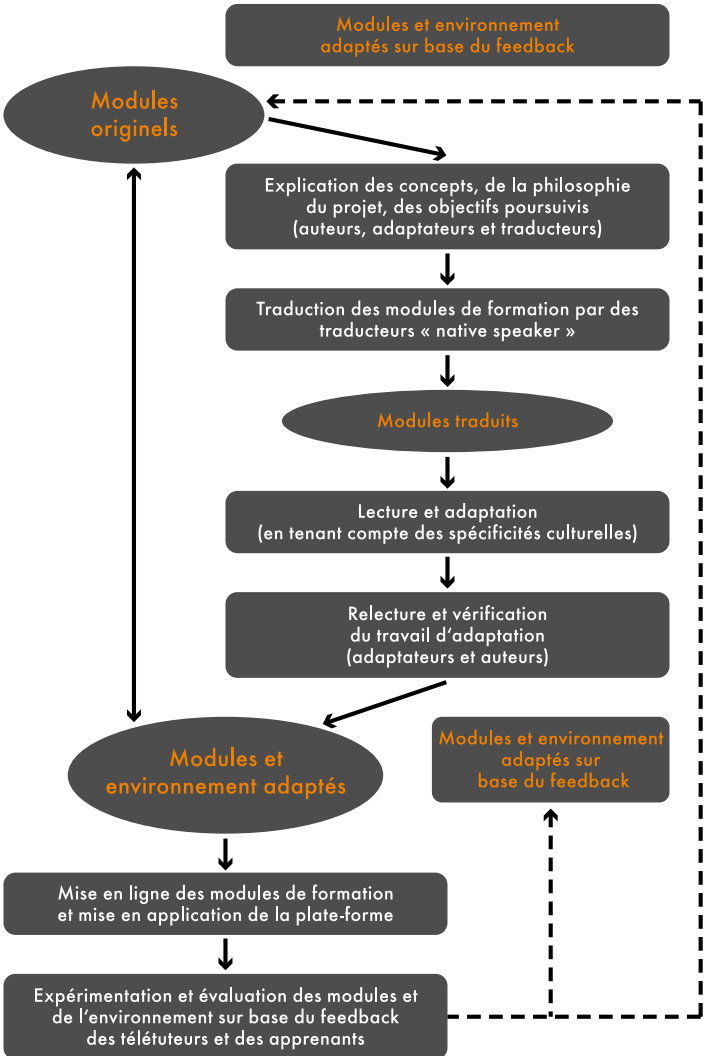 Modules et environnement
adaptés sur base du feedback
Modules
originels
Explication des concepts, de la philosophie
du projet, des objectifs poursuivis
(auteurs, adaptateurs et traducteurs)
Traduction des modules de formation par des
traducteurs « native speaker »
Modules traduits
Lecture et adaptation
(en tenant compte des spécificités culturelles)
Relecture et vérification
du travail d'adaptation
(adaptateurs et auteurs)
Modules et environnement
adaptés sur
base du feedback
Modules et
environnement adaptés
Mise en ligne des modules de formation
et mise en application de la plate-forme
Expérimentation et évaluation des modules et
de l'environnement sur base du feedback
des télétuteurs et des apprenants